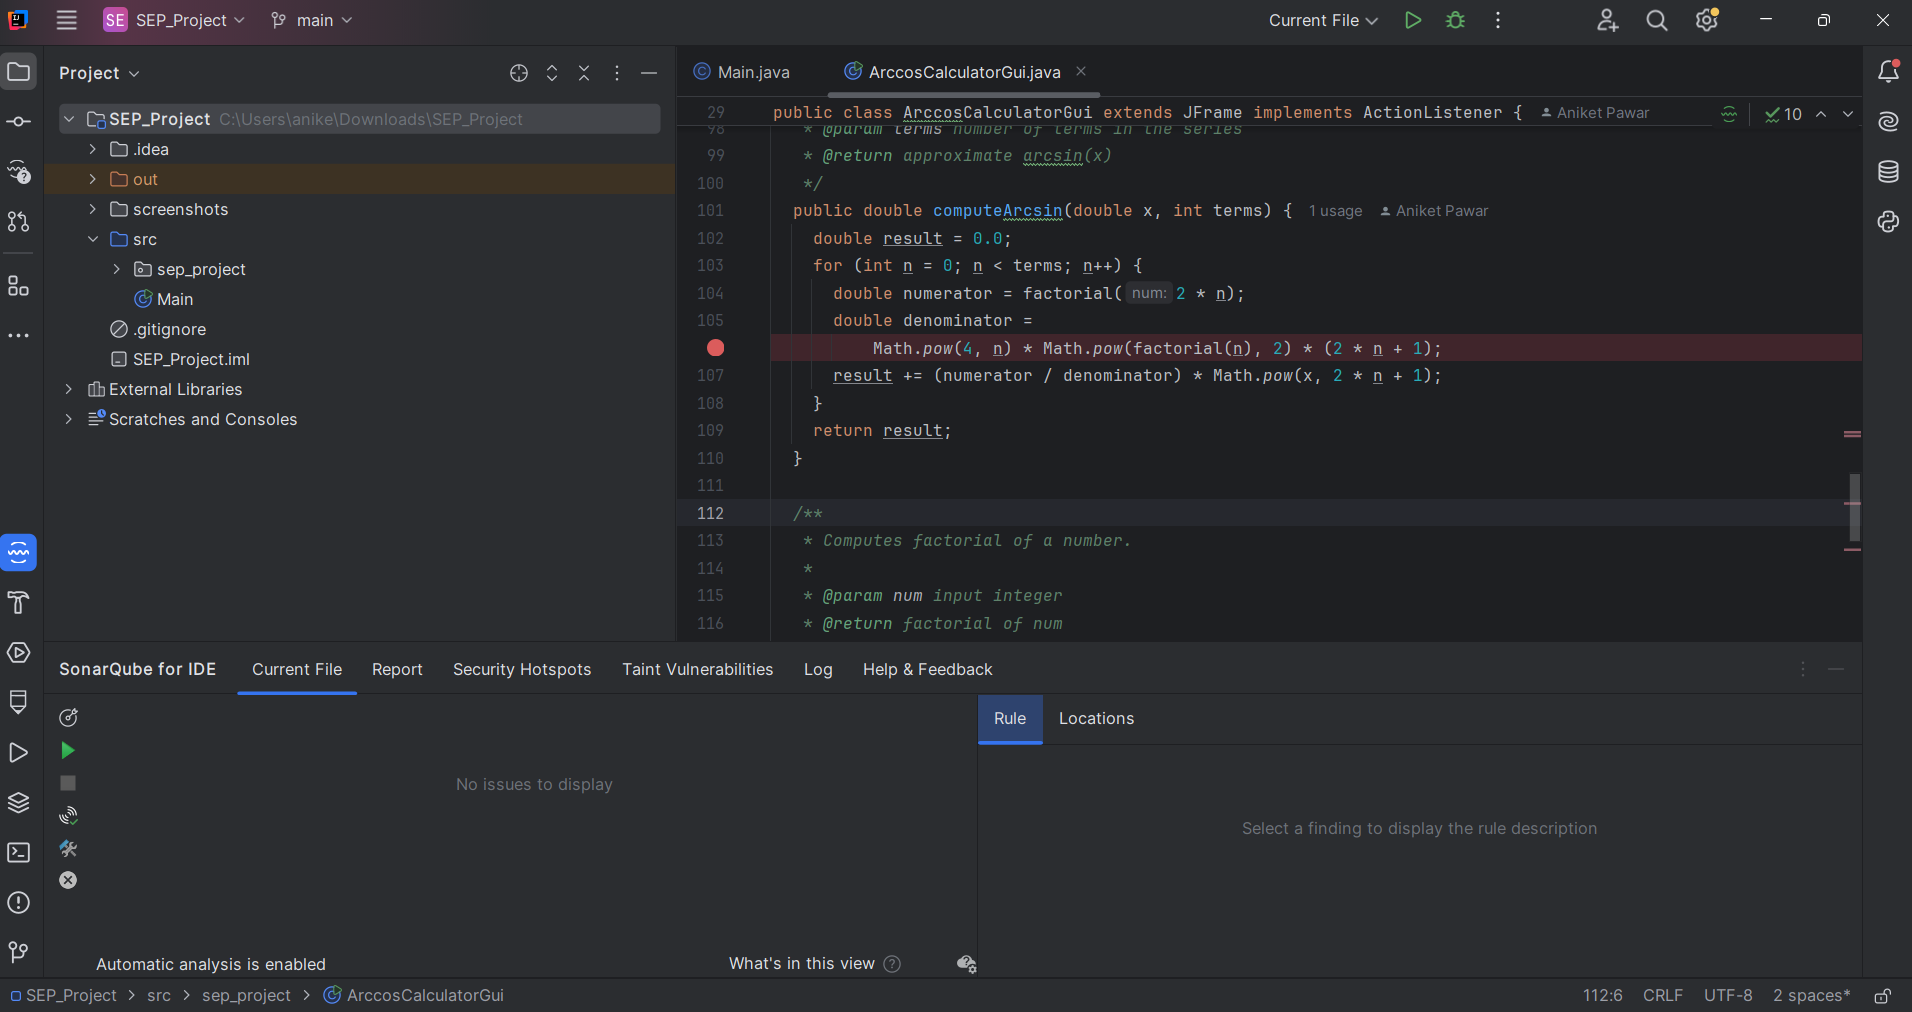 SE SEP_Project main Current File
Project
SEP_Project C:\Users\anike\Downloads\SEP_Project
.idea
out
screenshots
src
sep_project
Main
.gitignore
SEP_Project.iml
External Libraries
Scratches and Consoles
Main.java ArccosCalculatorGui.java
29 public class ArccosCalculatorGui extends JFrame implements ActionListener { Aniket Pawar 10
98 * @param terms number of terms in the series
99 * @return approximate arcsin(x)
100 */
101 public double computeArcsin(double x, int terms) { 1 usage Aniket Pawar
102 double result = 0.0;
103 for (int n = 0; n < terms; n++) {
104 double numerator = factorial( num: 2 * n);
105 double denominator =
Math.pow(4, n) * Math.pow(factorial(n), 2) * (2 * n + 1);
107 result += (numerator / denominator) * Math.pow(x, 2 * n + 1);
108 }
109 return result;
110 }
111
112 /**
113 * Computes factorial of a number.
114 *
115 * @param num input integer
116 * @return factorial of num
SonarQube for IDE Current File Report Security Hotspots Taint Vulnerabilities Log Help & Feedback
Rule Locations
No issues to display
Select a finding to display the rule description
Automatic analysis is enabled What's in this view
SEP_Project > src > sep_project > ArccosCalculatorGui 112:6 CRLF UTF-8 2 spaces*